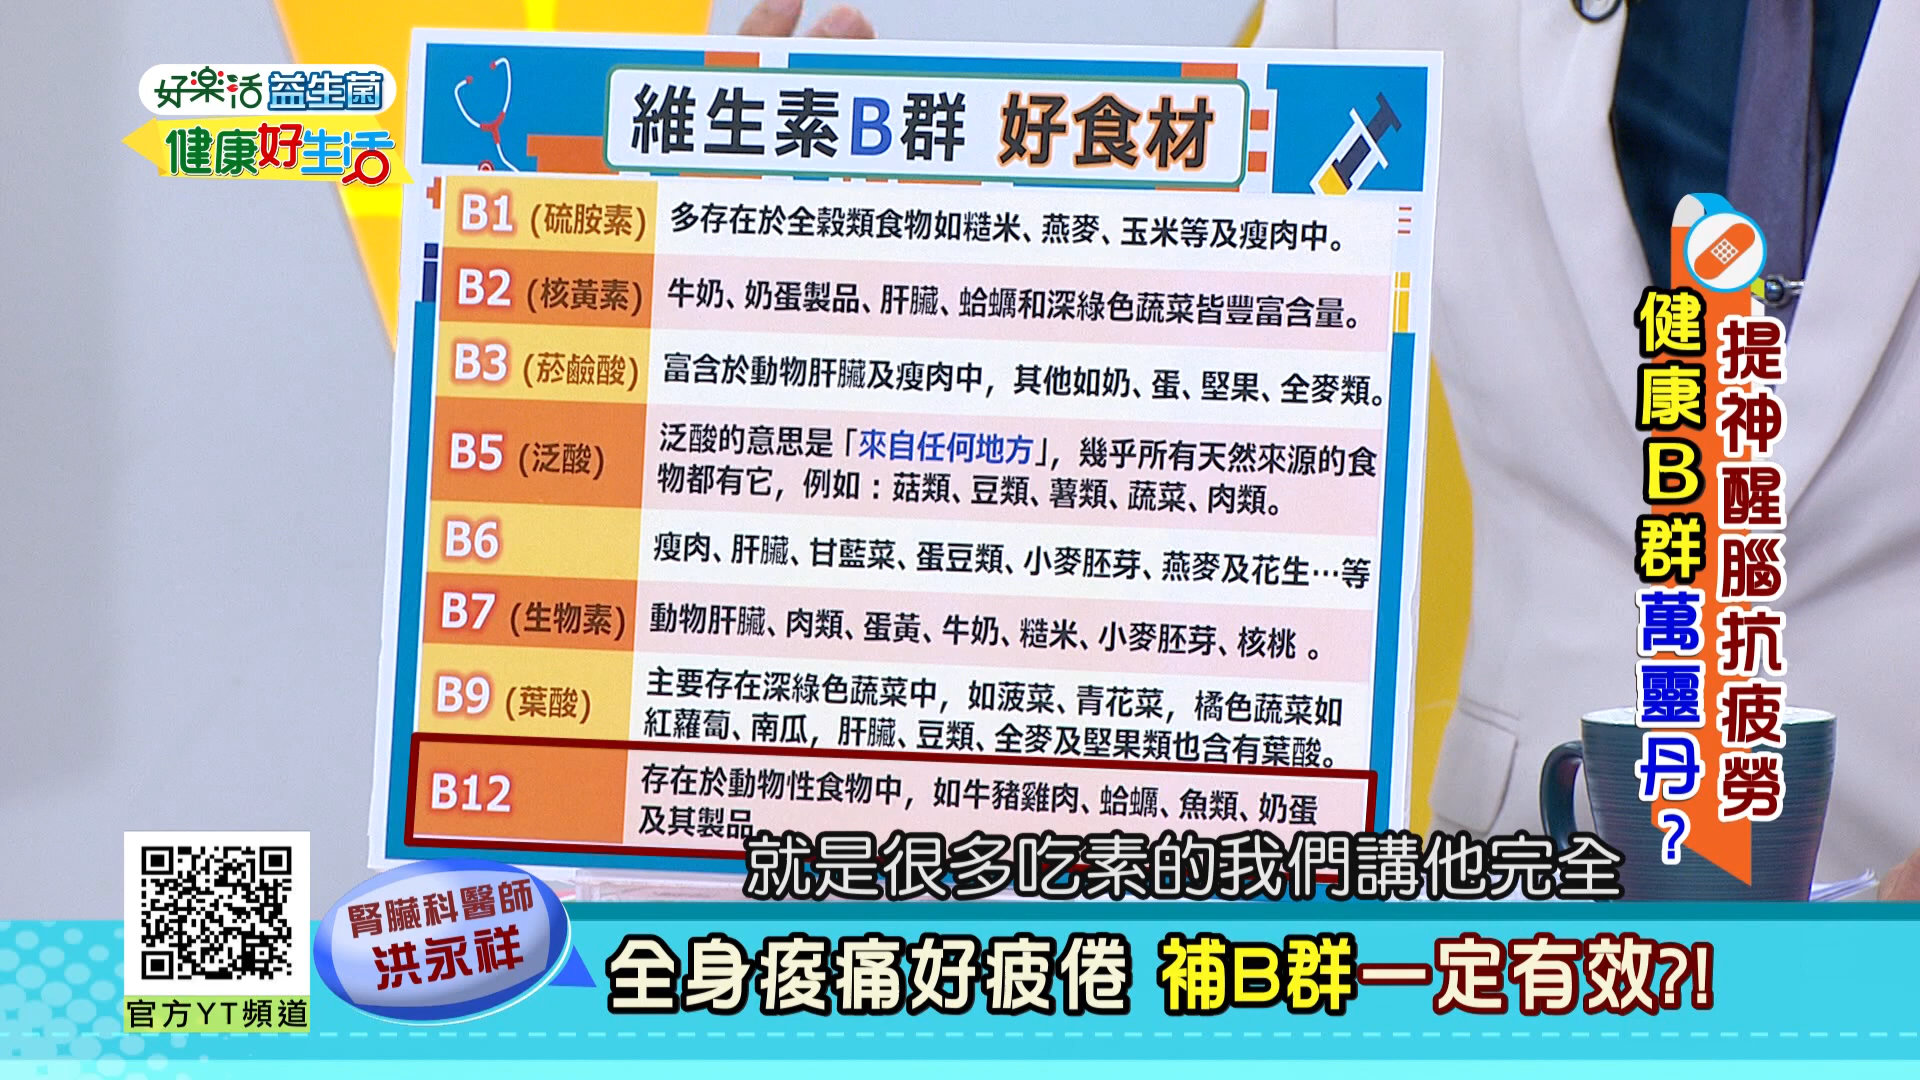 好樂活益生菌
健康好生活
維生素B群 好食材
B1 (硫胺素) 多存在於全穀類食物如糙米、燕麥、玉米等及瘦肉中。
B2 (核黃素) 牛奶、奶蛋製品、肝臟、蛤蠣和深綠色蔬菜皆豐富含量。
B3 (菸鹼酸) 富含於動物肝臟及瘦肉中，其他如奶、蛋、堅果、全麥類。
B5 (泛酸) 泛酸的意思是「來自任何地方」，幾乎所有天然來源的食
物都有它，例如：菇類、豆類、薯類、蔬菜、肉類。
B6 瘦肉、肝臟、甘藍菜、蛋豆類、小麥胚芽、燕麥及花生…等
B7 (生物素) 動物肝臟、肉類、蛋黃、牛奶、糙米、小麥胚芽、核桃。
B9 (葉酸) 主要存在深綠色蔬菜中，如菠菜、青花菜，橘色蔬菜如
紅蘿蔔、南瓜，肝臟、豆類、全麥及堅果類也含有葉酸。
B12 存在於動物性食物中，如牛豬雞肉、蛤蠣、魚類、奶蛋
及其製品
提神醒腦抗疲勞
健康B群萬靈丹？
就是很多吃素的我們講他完全
腎臟科醫師
洪永祥
全身痠痛好疲倦 補B群一定有效?!
官方YT頻道